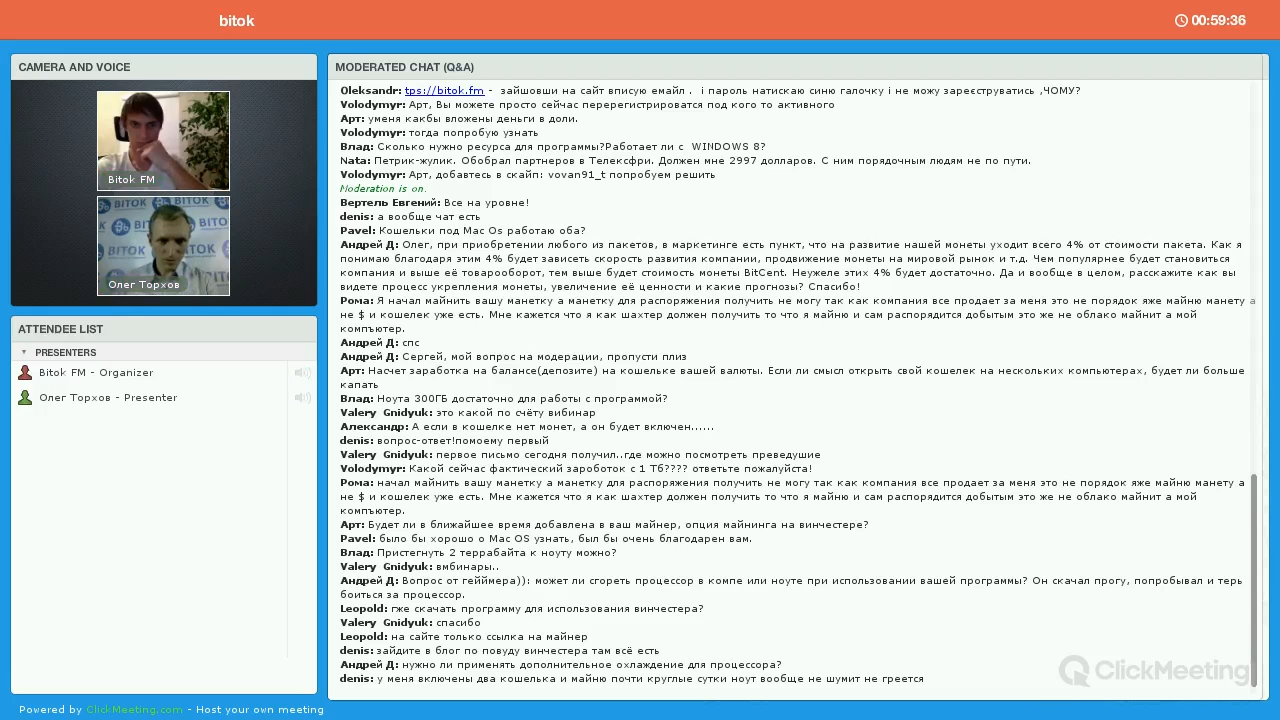 bitok
00:59:36
CAMERA AND VOICE
Bitok FM
BITOK
BITOK
BITOK
BITOK
Олег Торхов
ATTENDEE LIST
PRESENTERS
Bitok FM - Organizer
Олег Торхов - Presenter
MODERATED CHAT (Q&A)
Oleksandr: tps://bitok.fm - зайшовши на сайт вписую емайл . і пароль натискаю синю галочку і не можу зареєструватись ,ЧОМУ?
Volodymyr: Арт, Вы можете просто сейчас перерегистрироватся под кого то активного
Арт: уменя какбы вложены деньги в доли.
Volodymyr: тогда попробую узнать
Влад: Сколько нужно ресурса для программы?Работает ли с WINDOWS 8?
Nata: Петрик-жулик. Обобрал партнеров в Телексфри. Должен мне 2997 долларов. С ним порядочным людям не по пути.
Volodymyr: Арт, добавтесь в скайп: vovan91_t попробуем решить
Moderation is on.
Вертель Евгений: Все на уровне!
denis: а вообще чат есть
Pavel: Кошельки под Mac Os работаю оба?
Андрей Д: Олег, при приобретении любого из пакетов, в маркетинге есть пункт, что на развитие нашей монеты уходит всего 4% от стоимости пакета. Как я
понимаю благодаря этим 4% будет зависеть скорость развития компании, продвижение монеты на мировой рынок и т.д. Чем популярнее будет становиться
компания и выше её товарооборот, тем выше будет стоимость монеты BitCent. Неужеле этих 4% будет достаточно. Да и вообще в целом, расскажите как вы
видете процесс укрепления монеты, увеличение её ценности и какие прогнозы? Спасибо!
Рома: Я начал майнить вашу манетку а манетку для распоряжения получить не могу так как компания все продает за меня это не порядок яже майню манету а
не $ и кошелек уже есть. Мне кажется что я как шахтер должен получить то что я майню и сам распорядится добытым это же не облако майнит а мой
компъютер.
Андрей Д: спс
Андрей Д: Сергей, мой вопрос на модерации, пропусти плиз
Арт: Насчет заработка на балансе(депозите) на кошельке вашей валюты. Если ли смысл открыть свой кошелек на нескольких компьютерах, будет ли больше
капать
Влад: Ноута 300ГБ достаточно для работы с программой?
Valery Gnidyuk: это какой по счёту вибинар
Александр: А если в кошелке нет монет, а он будет включен......
denis: вопрос-ответ!помоему первый
Valery Gnidyuk: первое письмо сегодня получил..где можно посмотреть преведушие
Volodymyr: Какой сейчас фактический зароботок с 1 Тб???? ответьте пожалуйста!
Рома: начал майнить вашу манетку а манетку для распоряжения получить не могу так как компания все продает за меня это не порядок яже майню манету а
не $ и кошелек уже есть. Мне кажется что я как шахтер должен получить то что я майню и сам распорядится добытым это же не облако майнит а мой
компъютер.
Арт: Будет ли в ближайшее время добавлена в ваш майнер, опция майнинга на винчестере?
Pavel: было бы хорошо о Mac OS узнать, был бы очень благодарен вам.
Влад: Пристегнуть 2 террабайта к ноуту можно?
Valery Gnidyuk: вмбинары..
Андрей Д: Вопрос от геймера)): может ли сгореть процессор в компе или ноуте при использовании вашей программы? Он скачал прогу, попробывал и терь
боиться за процессор.
Leopold: гже скачать программу для использования винчестера?
Valery Gnidyuk: спасибо
Leopold: на сайте только ссылка на майнер
denis: зайдите в блог по повуду винчестера там всё есть
Андрей Д: нужно ли применять дополнительное охлаждение для процессора?
denis: у меня включены два кошелька и майню почти круглые сутки ноут вообще не шумит не греется
ClickMeeting
Powered by ClickMeeting.com - Host your own meeting